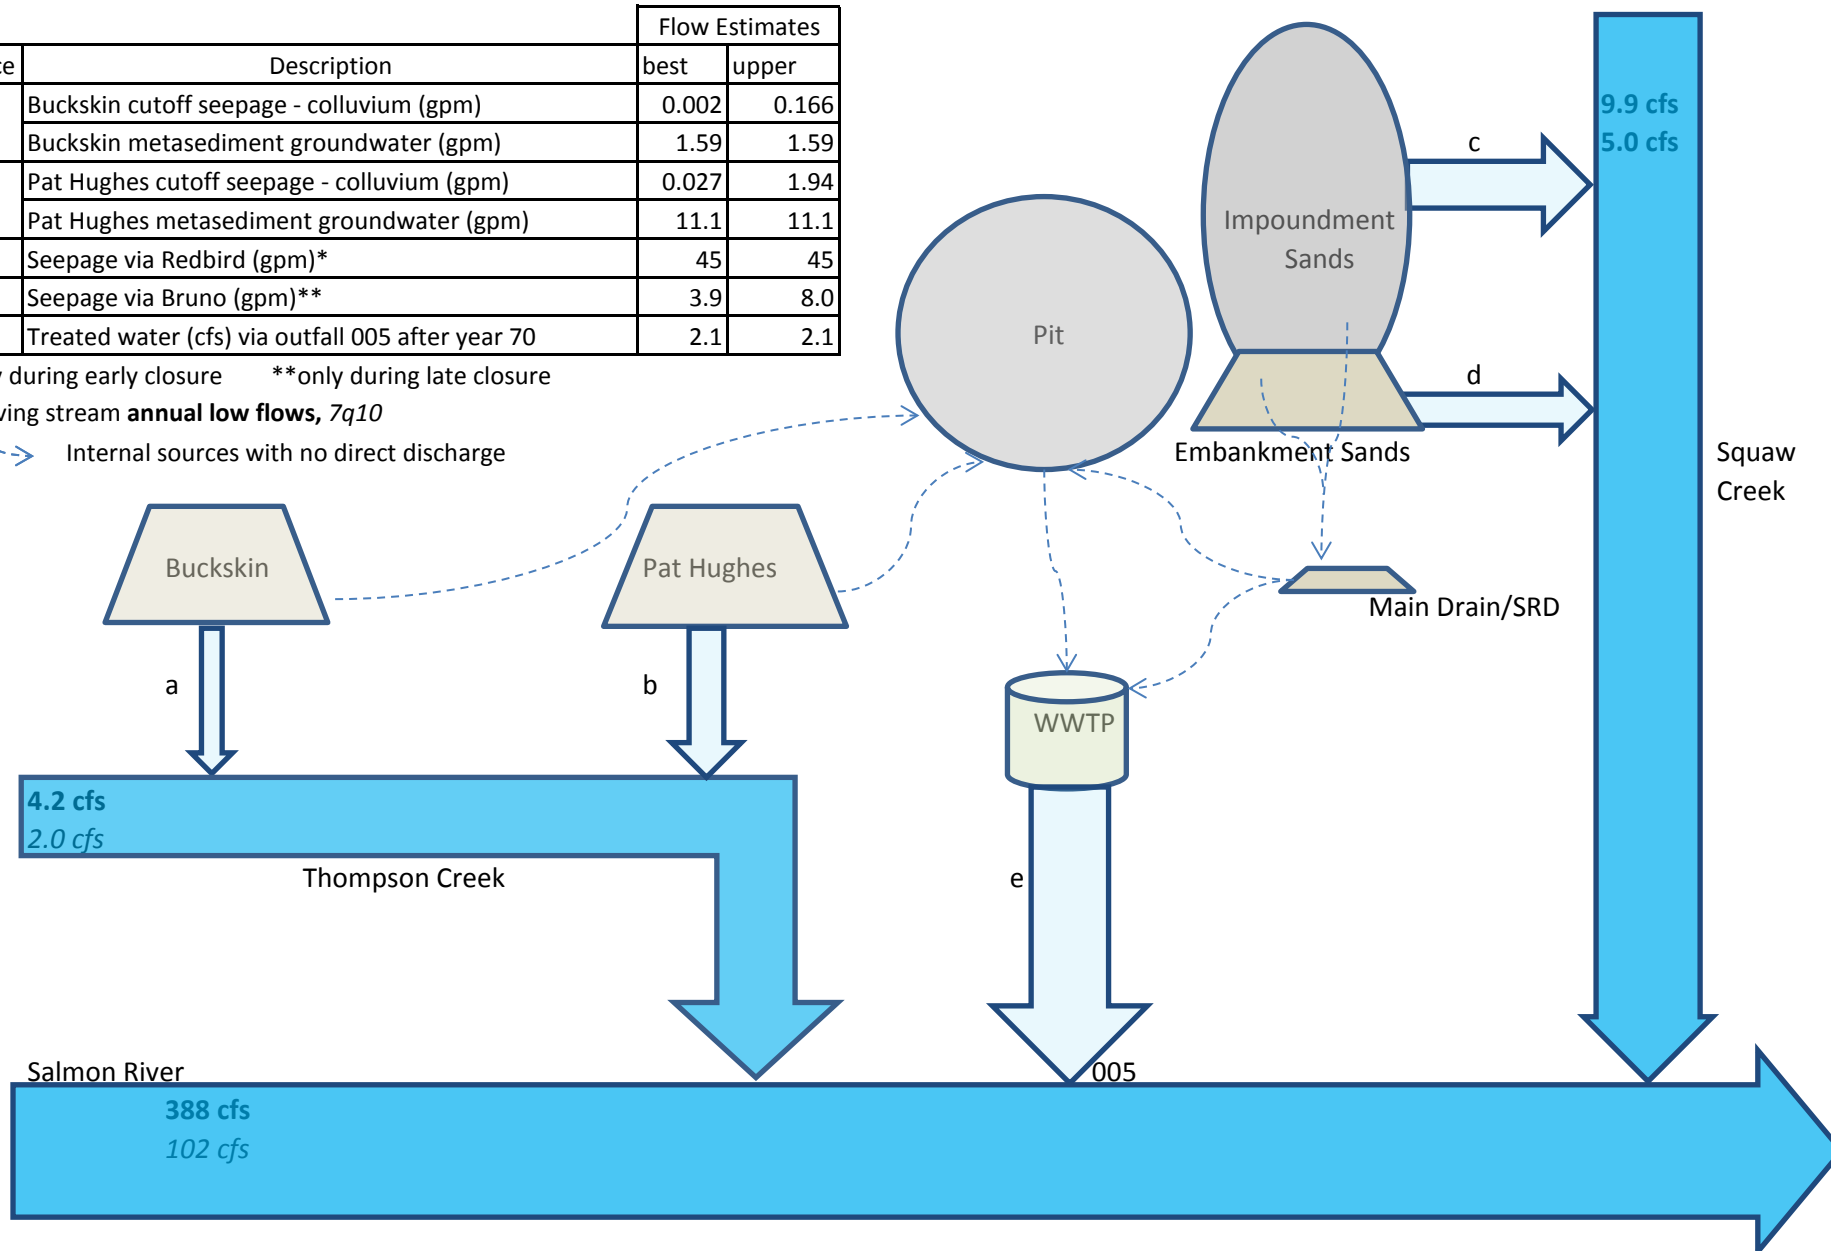 Flow Estimates
Description best upper
Buckskin cutoff seepage - colluvium (gpm) 0.002 0.166
Buckskin metasediment groundwater (gpm) 1.59 1.59
Pat Hughes cutoff seepage - colluvium (gpm) 0.027 1.94
Pat Hughes metasediment groundwater (gpm) 11.1 11.1
Seepage via Redbird (gpm)* 45 45
Seepage via Bruno (gpm)** 3.9 8.0
Treated water (cfs) via outfall 005 after year 70 2.1 2.1
during early closure **only during late closure
stream annual low flows, 7q10
Internal sources with no direct discharge
9.9 cfs
5.0 cfs
c
Impoundment
Sands
Pit
d
Embankment Sands
Squaw
Creek
Buckskin
Pat Hughes
Main Drain/SRD
a
b
WWTP
4.2 cfs
2.0 cfs
Thompson Creek
e
Salmon River
005
388 cfs
102 cfs